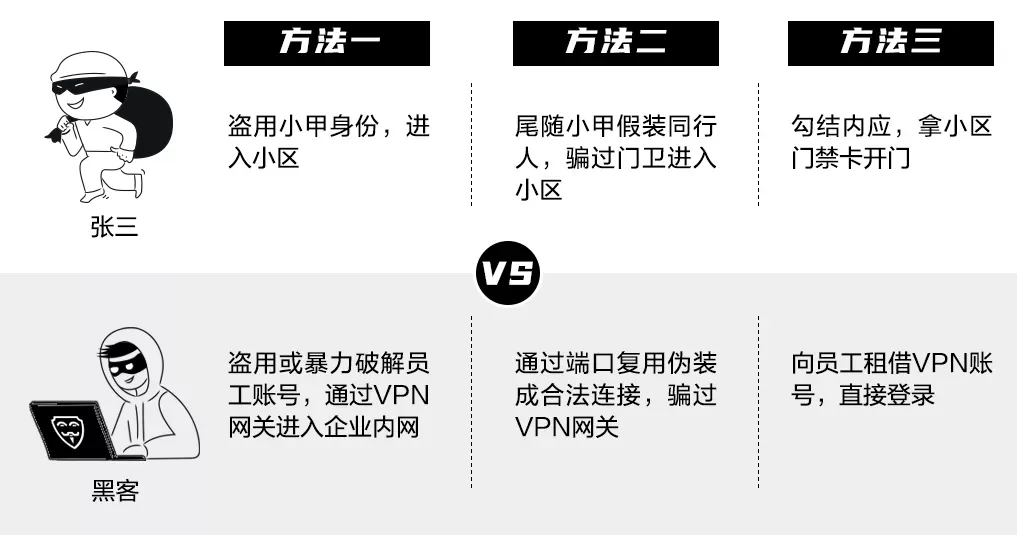 方法一
方法二
方法三
盗用小甲身份，进
入小区
尾随小甲假装同行
人，骗过门卫进入
小区
勾结内应，拿小区
门禁卡开门
张三
VS
盗用或暴力破解员
工账号，通过VPN
网关进入企业内网
通过端口复用伪装
成合法连接，骗过
VPN网关
向员工租借VPN账
号，直接登录
黑客